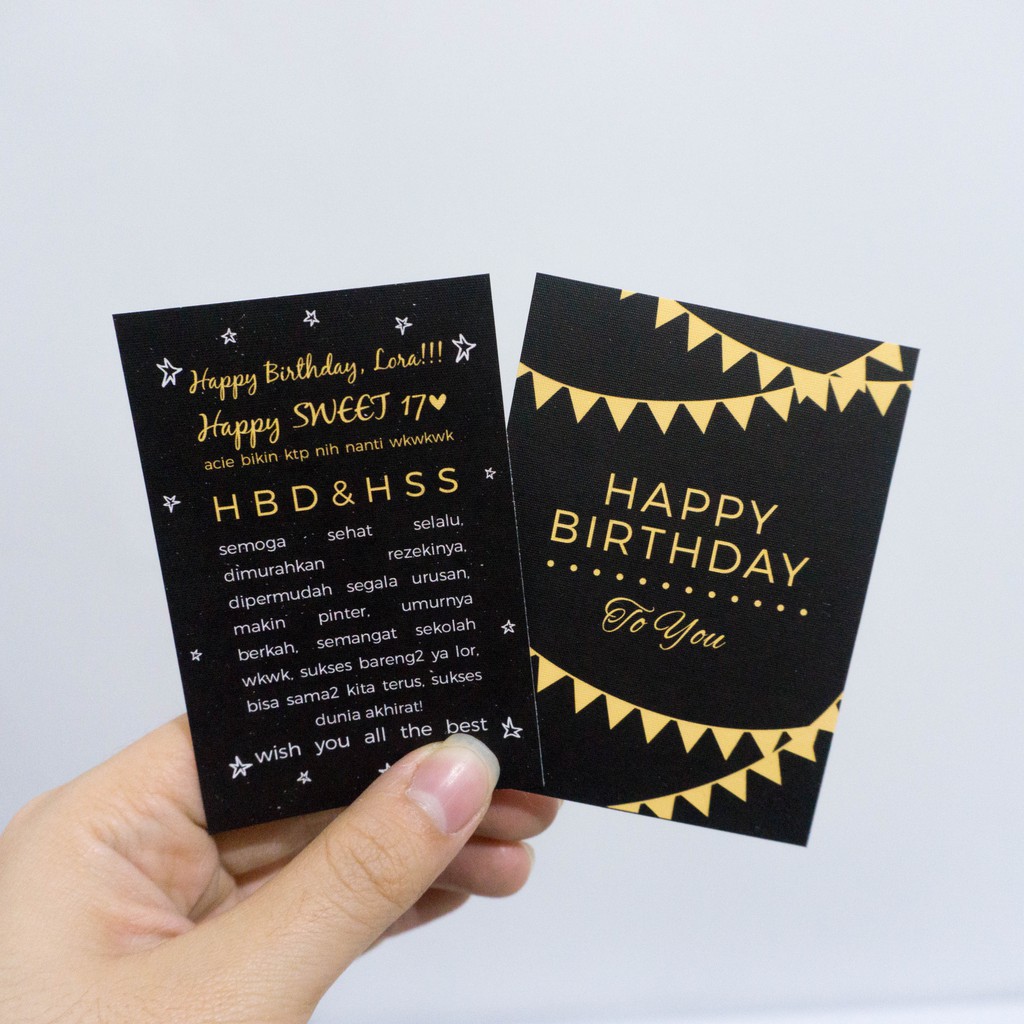 Happy Birthday, Lora!!!
Happy SWEET 17♥
acie bikin ktp nih nanti wkwkwk
HBD&HSS
semoga sehat selalu,
dimurahkan rezekinya,
dipermudah segala urusan,
makin pinter, umurnya
berkah, semangat sekolah
wkwk, sukses bareng2 ya lor,
bisa sama2 kita terus, sukses
dunia akhirat!
wish you all the best
HAPPY
BIRTHDAY
To You